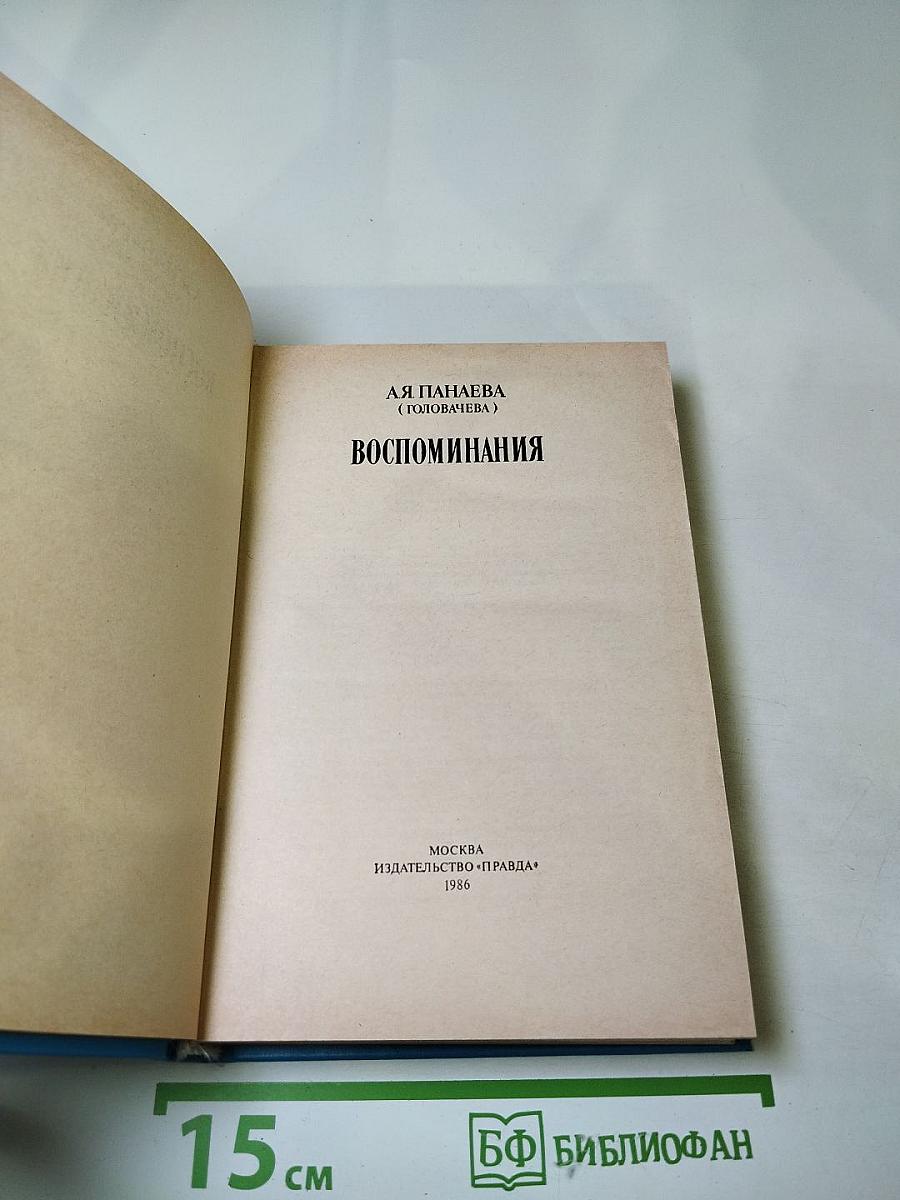 А.Я. ПАНАЕВА
(ГОЛОВАЧЕВА)
ВОСПОМИНАНИЯ
МОСКВА
ИЗДАТЕЛЬСТВО «ПРАВДА»
1986
15 см
БФ БИБЛИОФАН